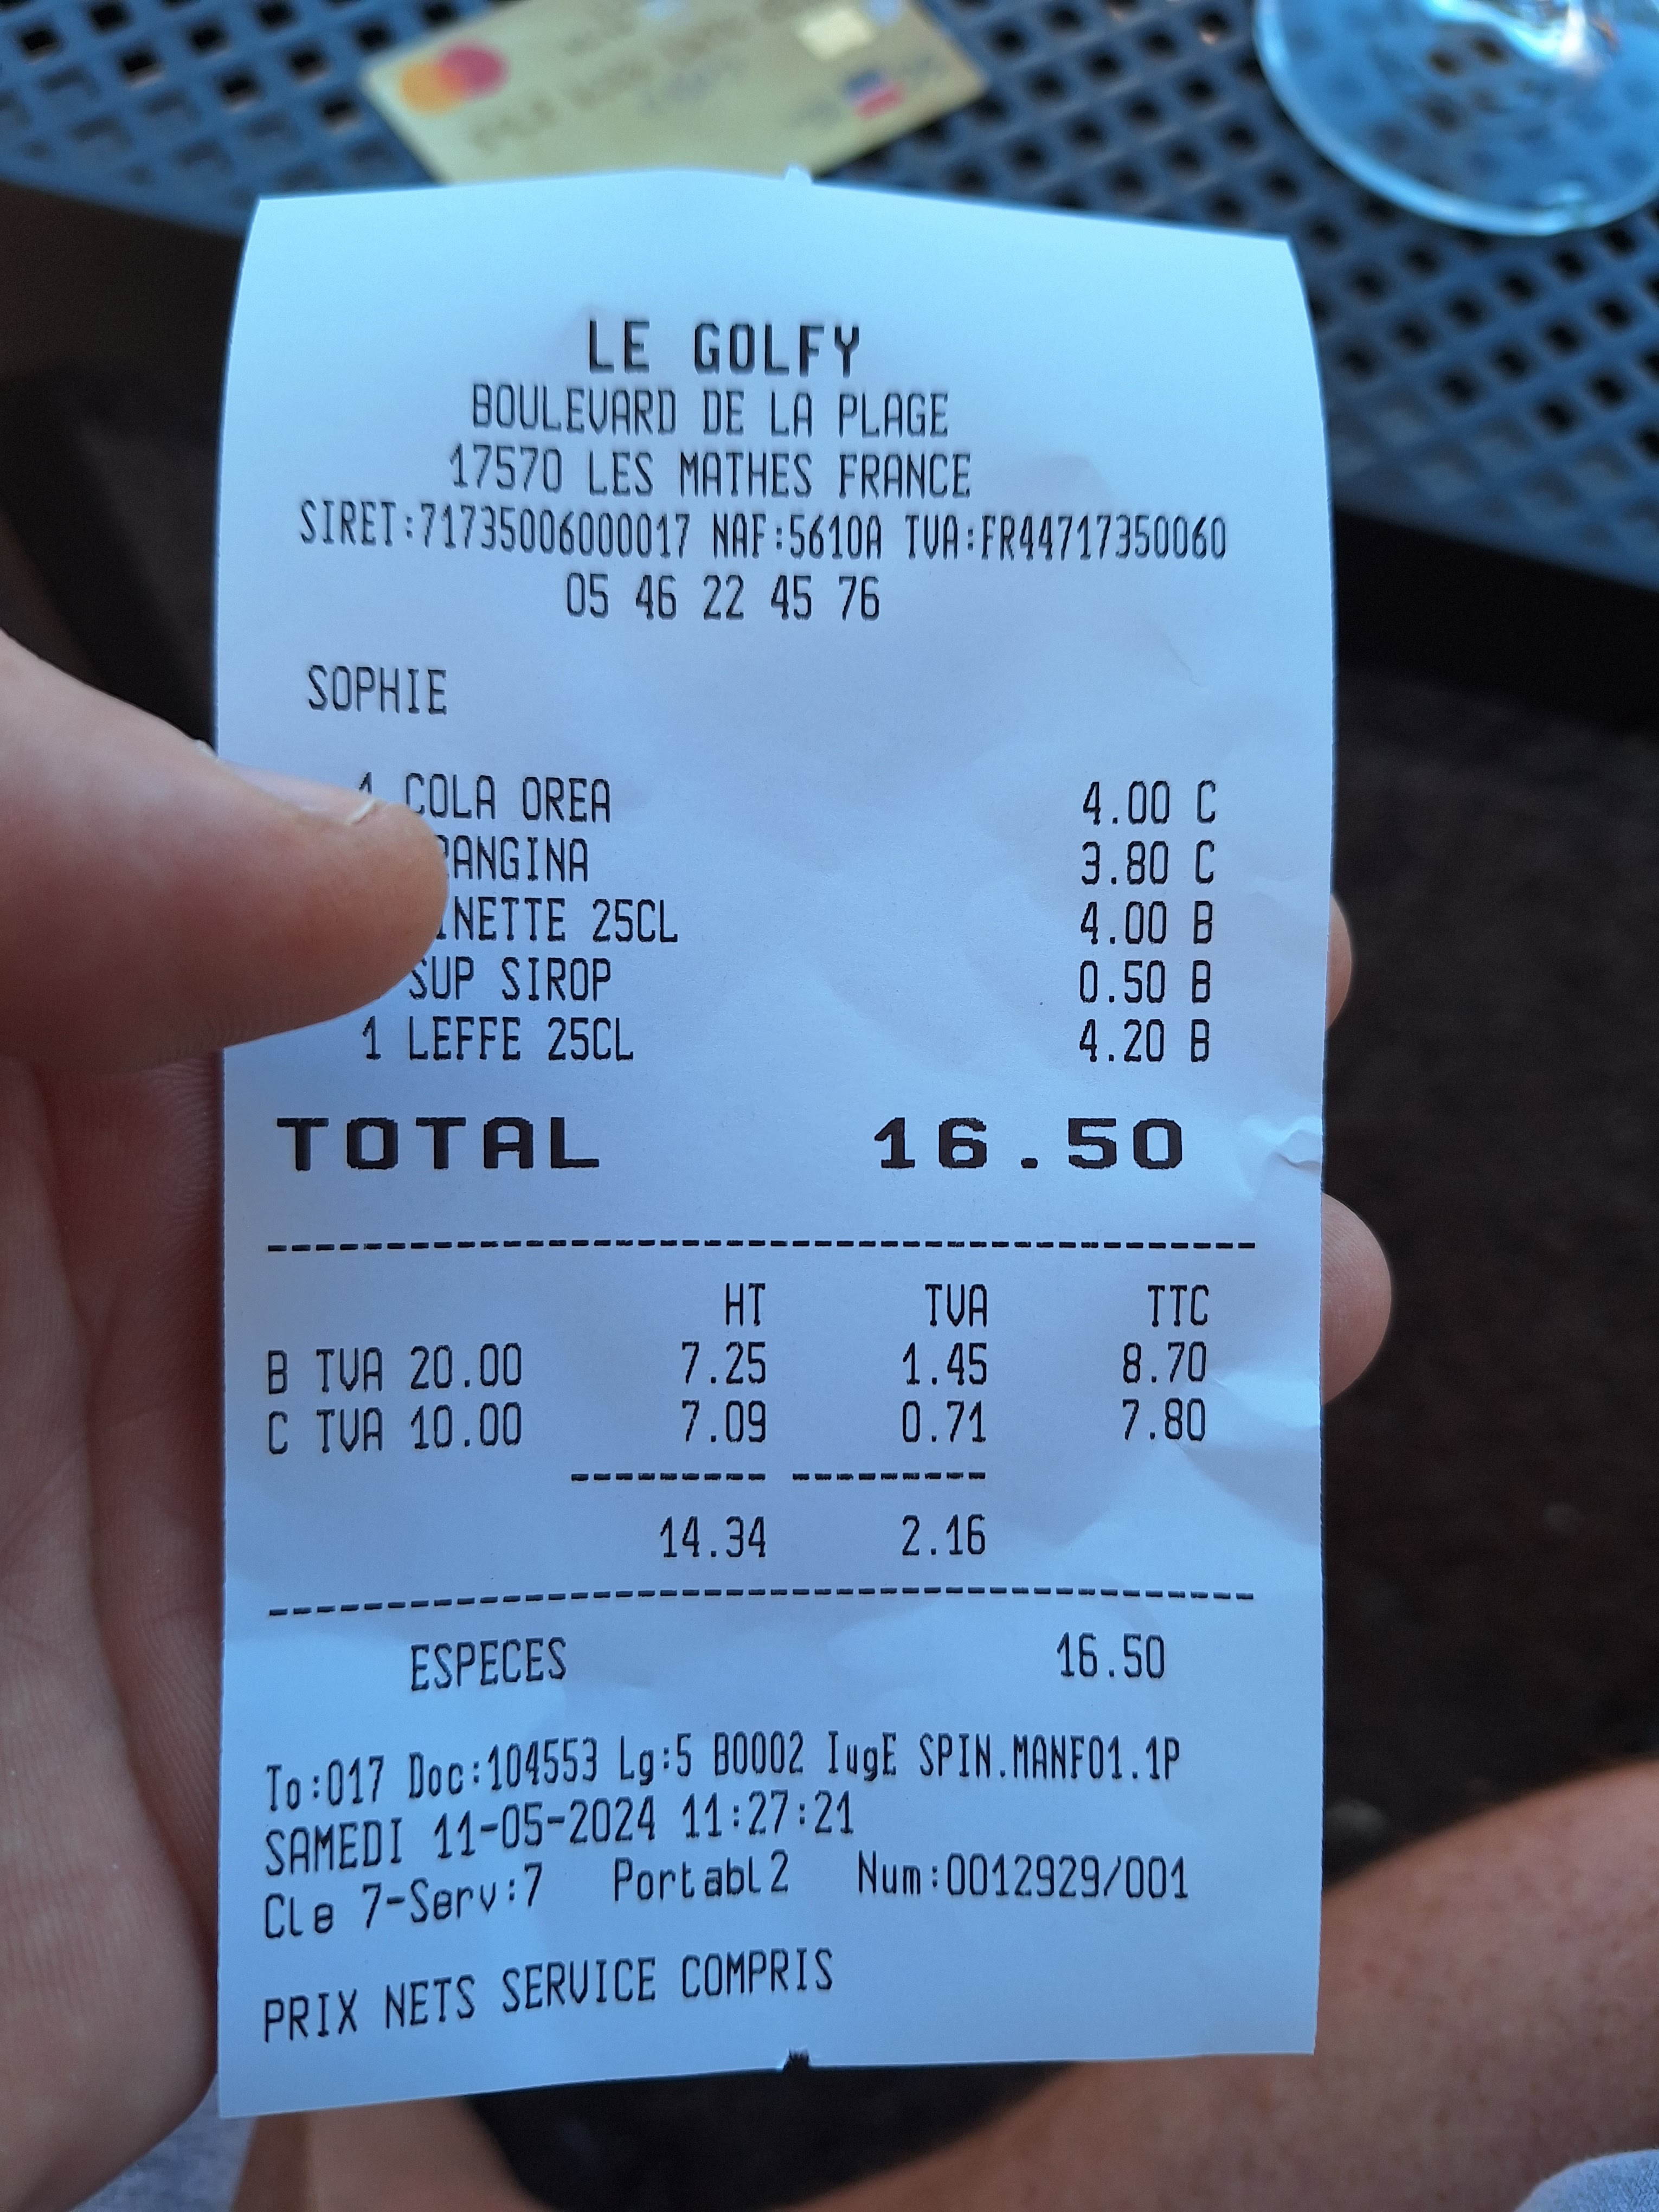 LE GOLFY
BOULEVARD DE LA PLAGE
17570 LES MATHES FRANCE
SIRET:71735006000017 NAF:5610A TVA:FR44717350060
05 46 22 45 76
SOPHIE
1 COLA OREA 4.00 C
RANGINA 3.80 C
INETTE 25CL 4.00 B
SUP SIROP 0.50 B
1 LEFFE 25CL 4.20 B
TOTAL 16.50
HT TVA TTC
B TVA 20.00 7.25 1.45 8.70
C TVA 10.00 7.09 0.71 7.80
14.34 2.16
ESPECES 16.50
To:017 Doc:104553 Lg:5 B0002 IugE SPIN.MANF01.1P
SAMEDI 11-05-2024 11:27:21
Cle 7-Serv:7 Portabl2 Num:0012929/001
PRIX NETS SERVICE COMPRIS